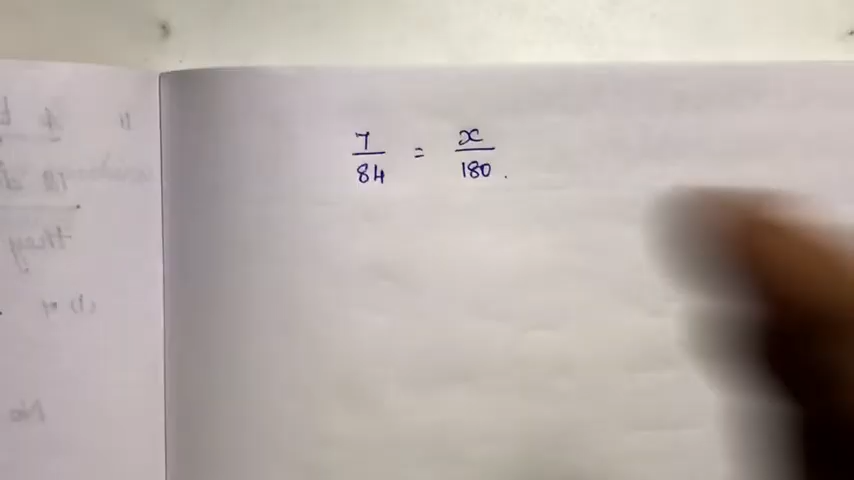 7/84 = x/180.